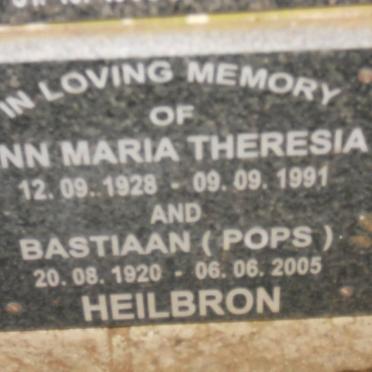 IN LOVING MEMORY
OF
NN MARIA THERESIA
12. 09. 1928 - 09. 09. 1991
AND
BASTIAAN ( POPS )
20. 08. 1920 - 06. 06. 2005
HEILBRON